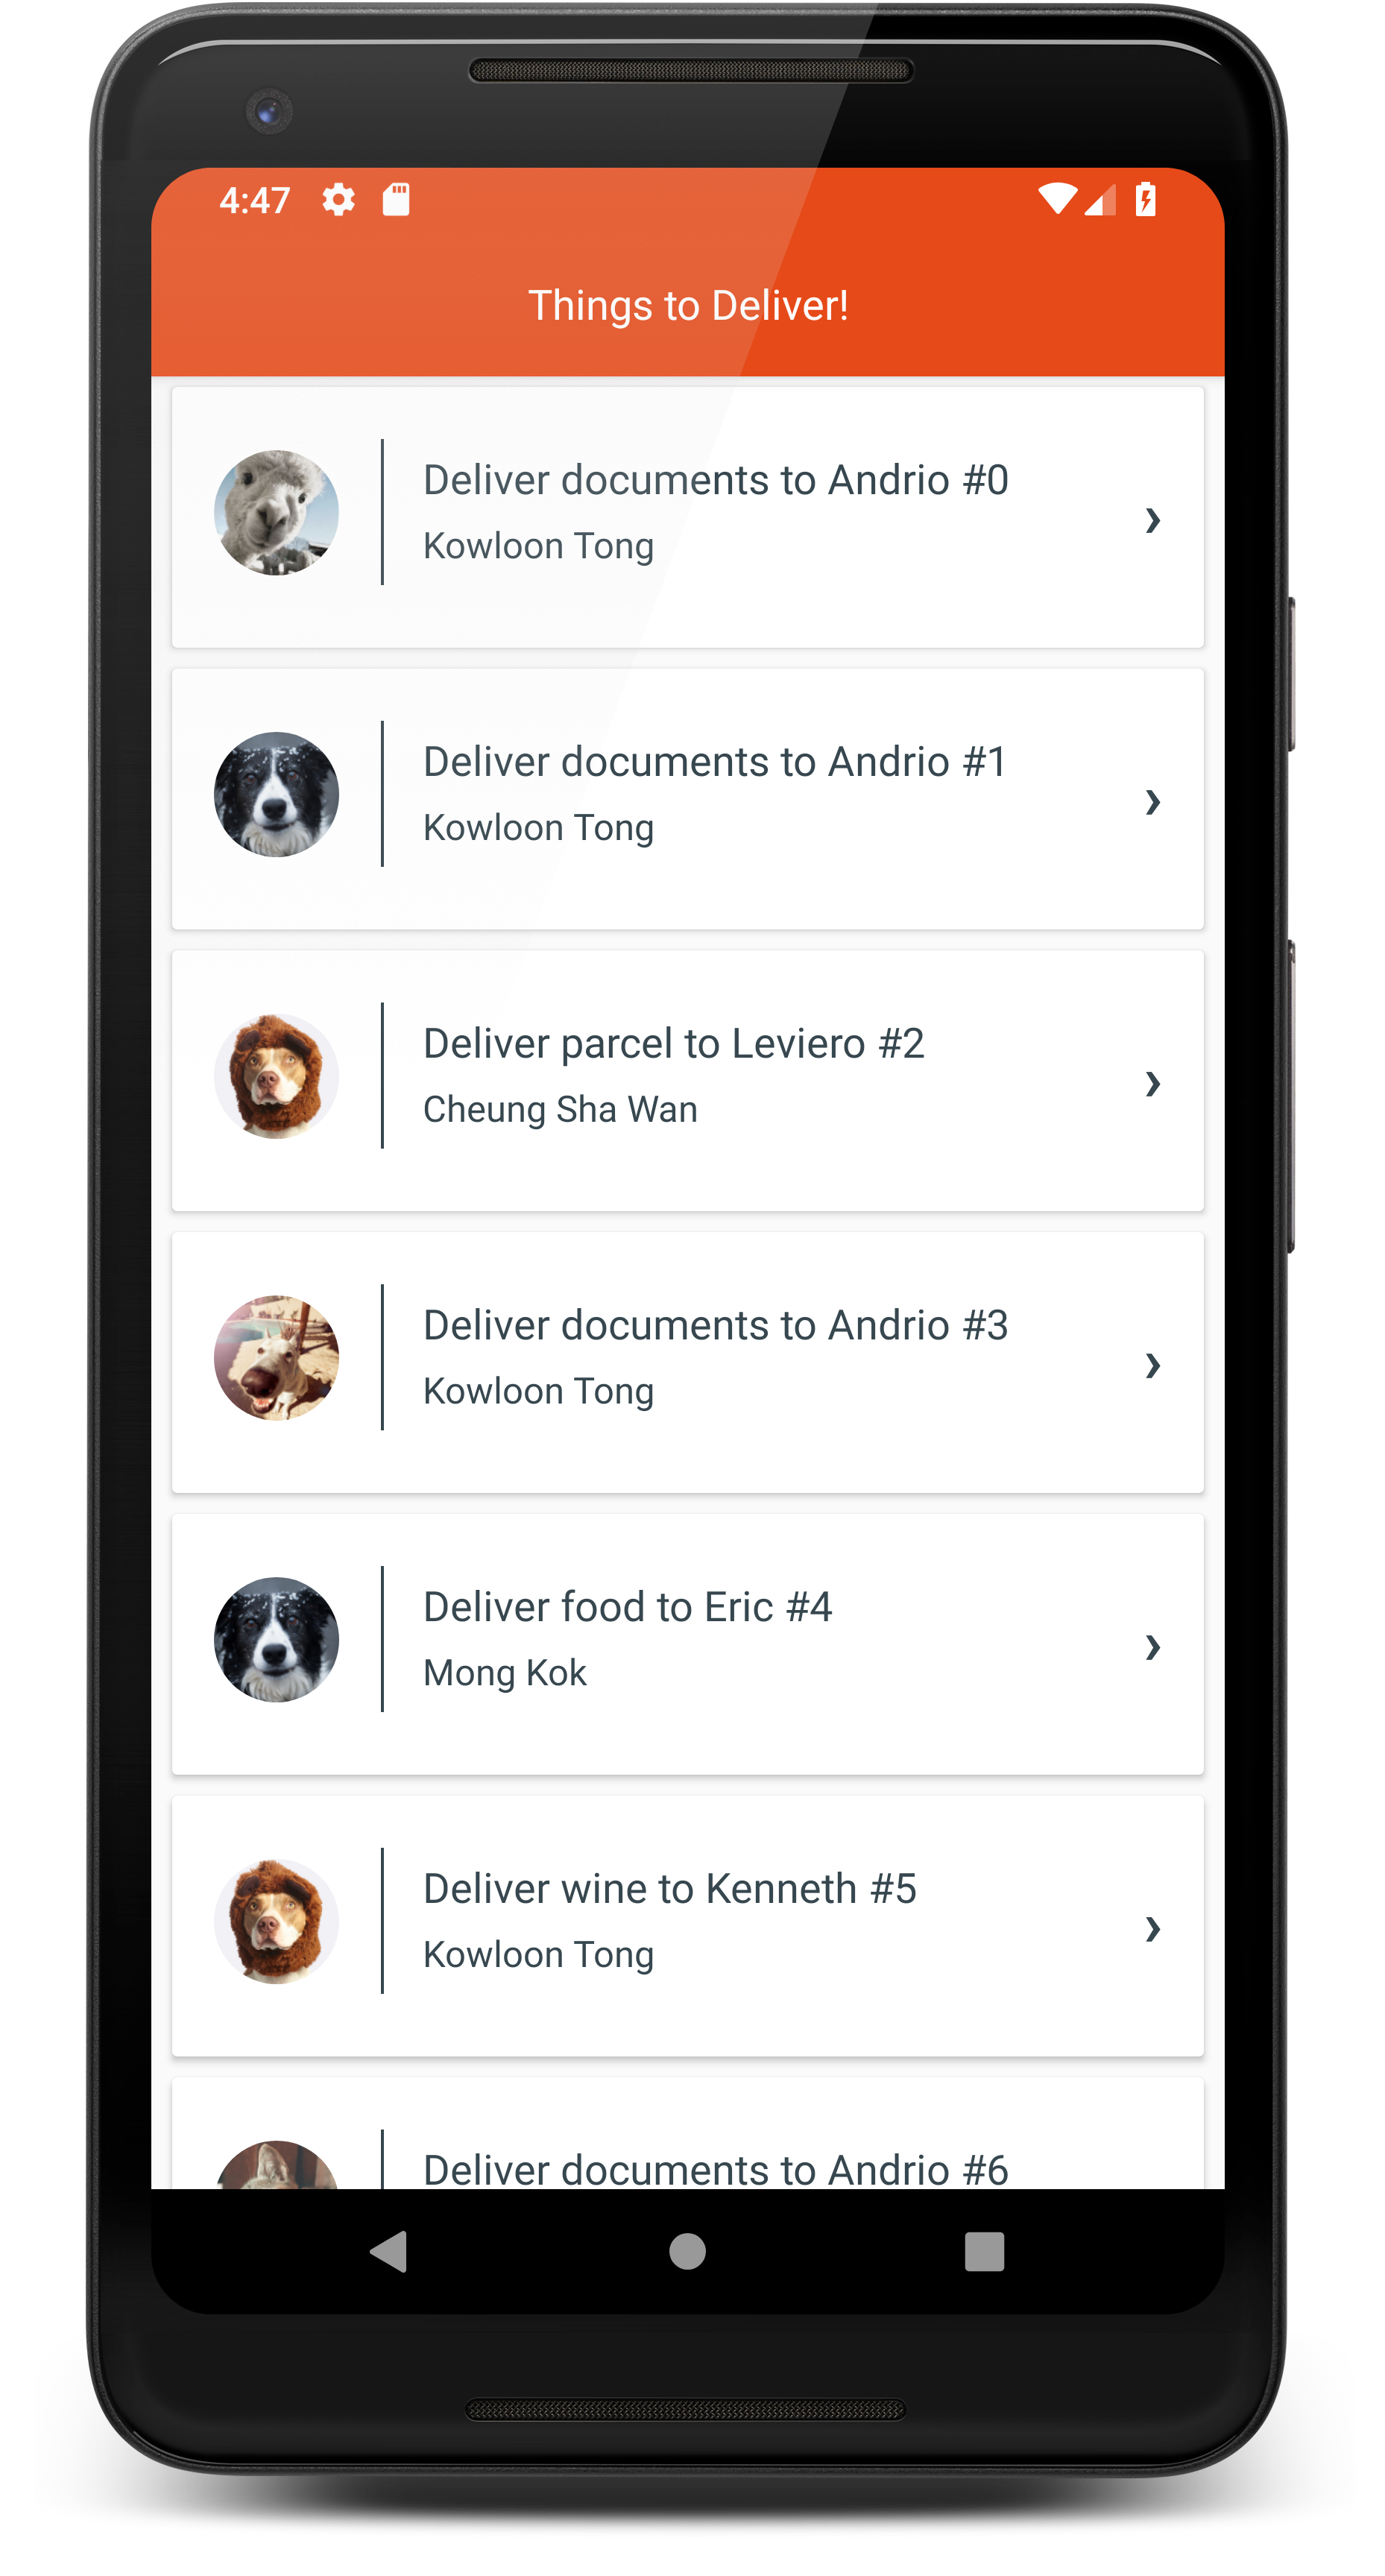 4:47
Things to Deliver!
Deliver documents to Andrio #0
Kowloon Tong
Deliver documents to Andrio #1
Kowloon Tong
Deliver parcel to Leviero #2
Cheung Sha Wan
Deliver documents to Andrio #3
Kowloon Tong
Deliver food to Eric #4
Mong Kok
Deliver wine to Kenneth #5
Kowloon Tong
Deliver documents to Andrio #6